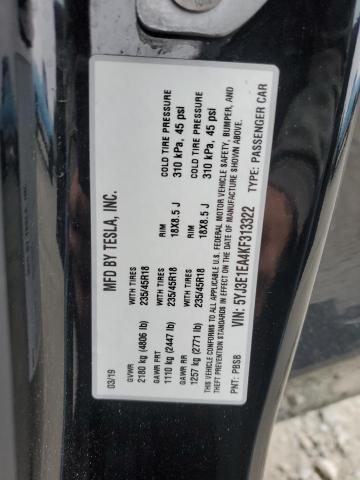 MFD BY TESLA, INC.
03/19
GVWR
2180 kg (4806 lb)
WITH TIRES
235/45R18
RIM
18X8.5 J
COLD TIRE PRESSURE
310 kPa, 45 psi
GAWR FRT
1110 kg (2447 lb)
WITH TIRES
235/45R18
RIM
18X8.5 J
COLD TIRE PRESSURE
310 kPa, 45 psi
GAWR RR
1257 kg (2771 lb)
WITH TIRES
235/45R18
THIS VEHICLE CONFORMS TO ALL APPLICABLE U.S. FEDERAL MOTOR VEHICLE SAFETY, BUMPER, AND
THEFT PREVENTION STANDARDS IN EFFECT ON THE DATE OF MANUFACTURE SHOWN ABOVE.
PNT: PBSB
VIN: 5YJ3E1EA4KF313322
TYPE: PASSENGER CAR